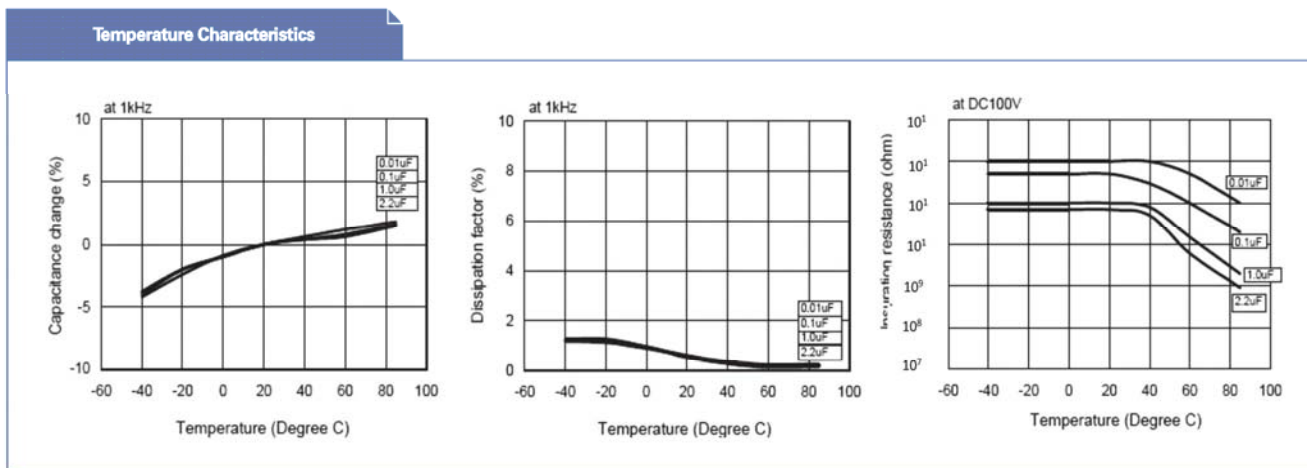 Temperature Characteristics
at 1kHz
Capacitance change (%)
10
5
0
-5
-10
0.01uF
0.1uF
1.0uF
2.2uF
-60 -40 -20 0 20 40 60 80 100
Temperature (Degree C)
at 1kHz
Dissipation factor (%)
10
8
6
4
2
0
0.01uF
0.1uF
1.0uF
2.2uF
-60 -40 -20 0 20 40 60 80 100
Temperature (Degree C)
at DC100V
resistance (ohm)
10¹
10¹
10¹
10¹
10⁹
10⁸
10⁷
0.01uF
0.1uF
1.0uF
2.2uF
-60 -40 -20 0 20 40 60 80 100
Temperature (Degree C)